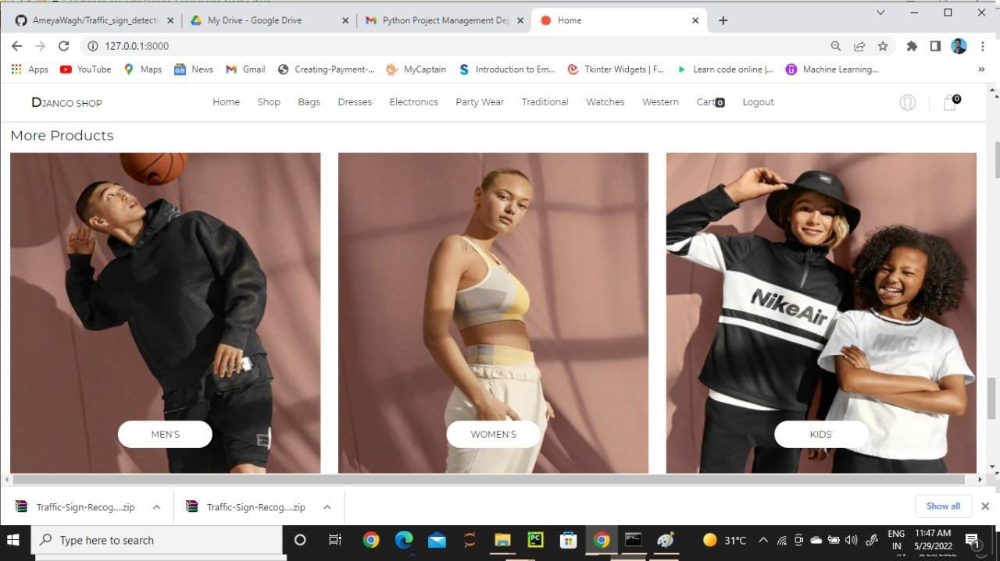 AmeyaWagh/Traffic_sign_detectic
My Drive - Google Drive
Python Project Management Dep
Home
127.0.0.1:8000
Apps
YouTube
Maps
News
Gmail
Creating-Payment-...
MyCaptain
Introduction to Em...
Tkinter Widgets | F...
Learn code online |...
Machine Learning...
»
DJANGO SHOP
Home
Shop
Bags
Dresses
Electronics
Party Wear
Traditional
Watches
Western
Cart 0
Logout
0
More Products
NikeAir
NIKE
MEN'S
WOMEN'S
KIDS'
Traffic-Sign-Recog....zip
Traffic-Sign-Recog....zip
Show all
Type here to search
PC
31°C
ENG
IN
11:47 AM
5/29/2022
1